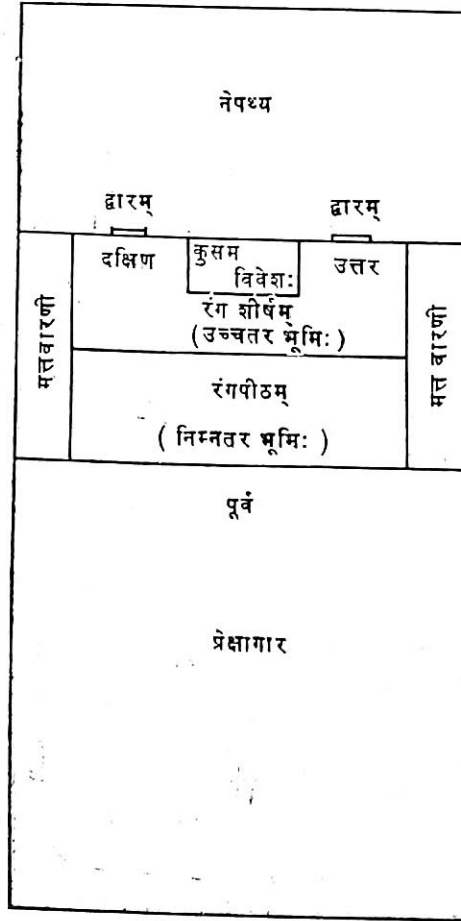 नेपथ्य
द्वारम्
द्वारम्
दक्षिण
कुसम
विवेशः
उत्तर
रंग शीर्षम्
(उच्चतर भूमिः)
मत्तवारणी
मत्त वारणी
रंगपीठम्
( निम्नतर भूमिः )
पूर्व
प्रेक्षागार